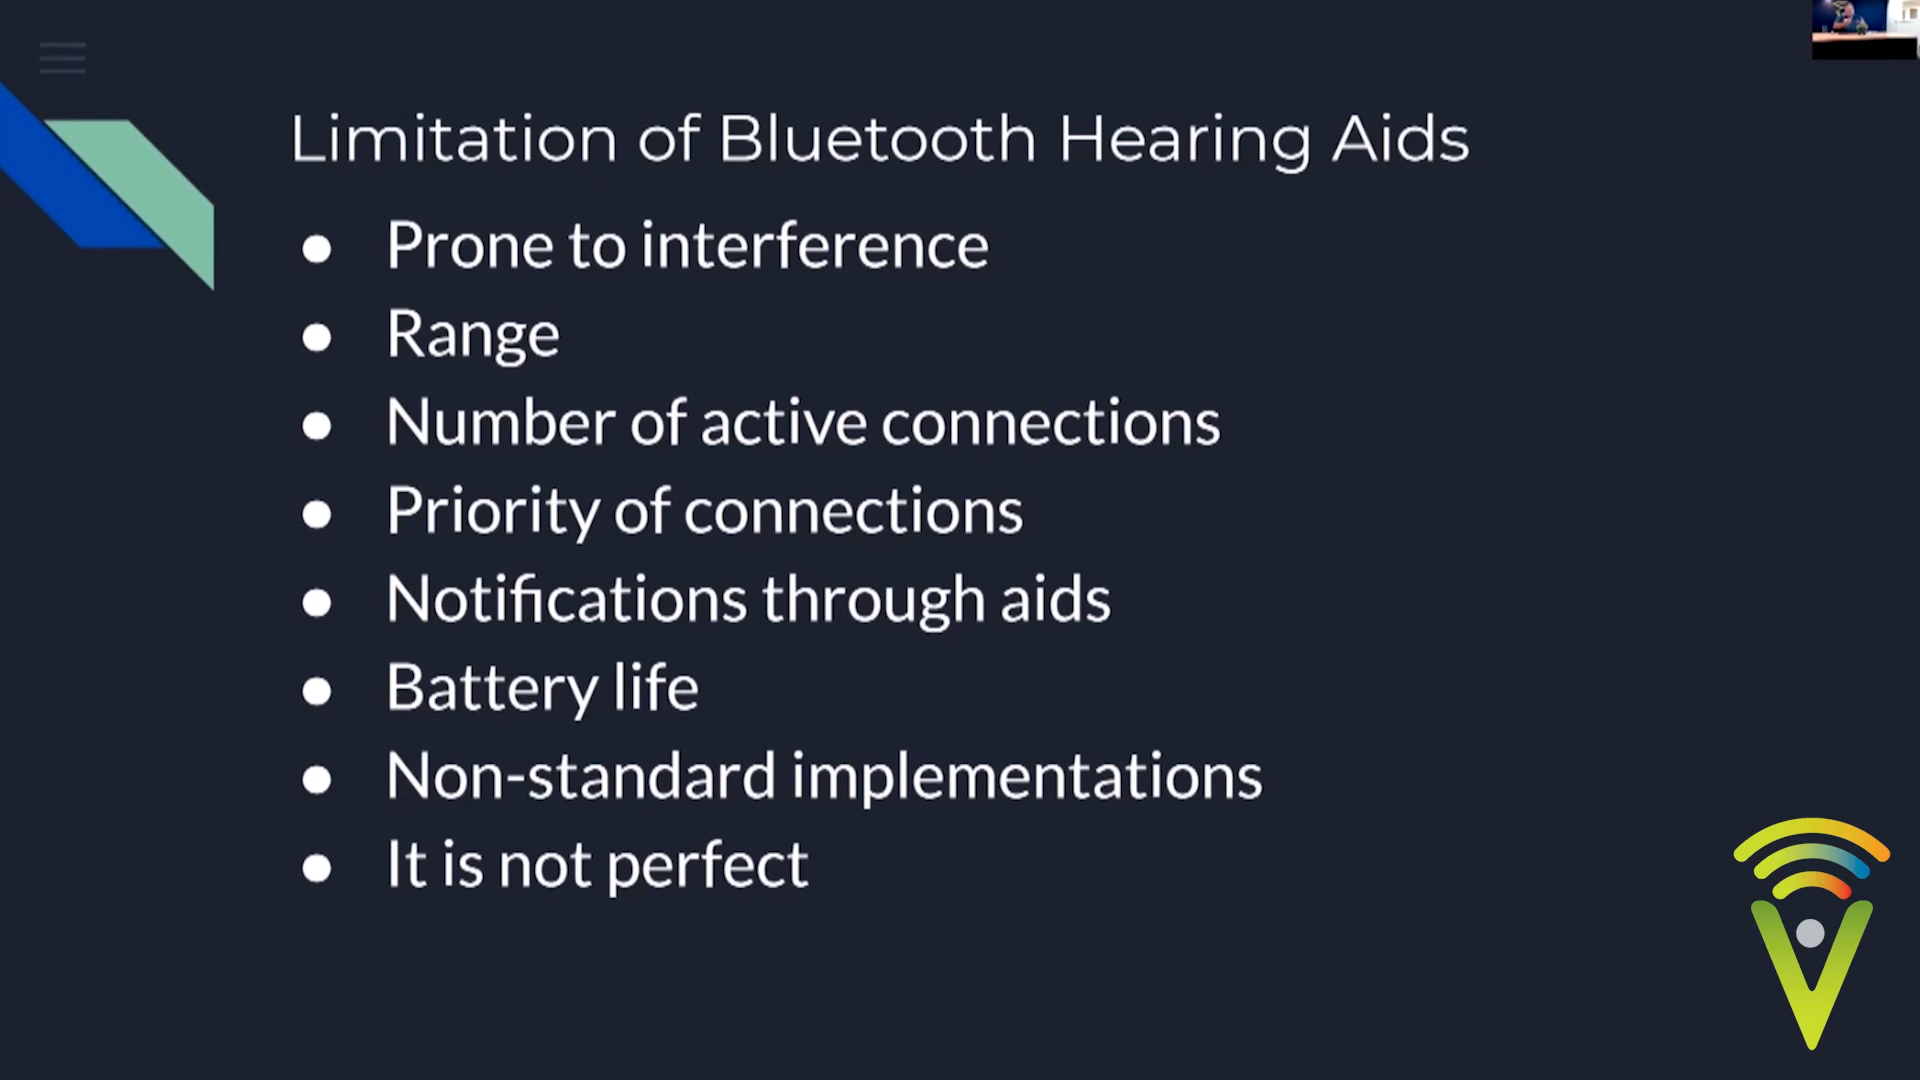 Limitation of Bluetooth Hearing Aids
● Prone to interference
● Range
● Number of active connections
● Priority of connections
● Notifications through aids
● Battery life
● Non-standard implementations
● It is not perfect